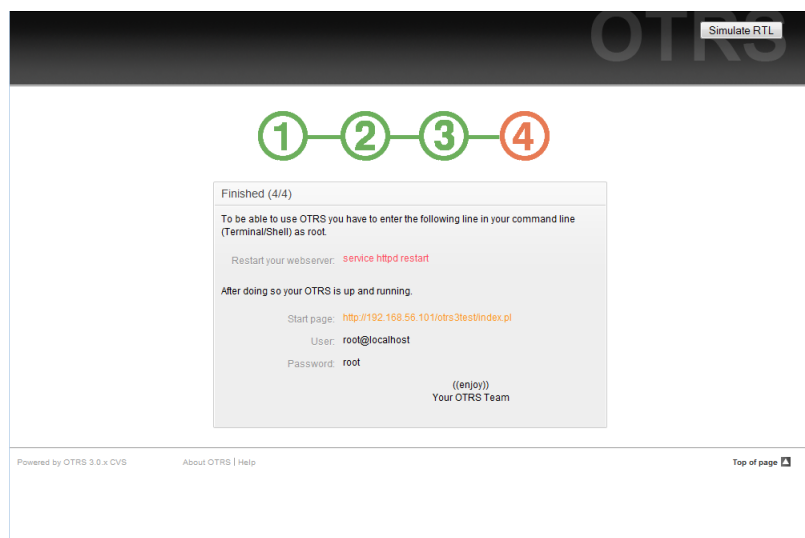 OTRS
Simulate RTL
1 2 3 4
Finished (4/4)
To be able to use OTRS you have to enter the following line in your command line
(Terminal/Shell) as root.
Restart your webserver: service httpd restart
After doing so your OTRS is up and running.
Start page: http://192.168.56.101/otrs3test/index.pl
User: root@localhost
Password: root
((enjoy))
Your OTRS Team
Powered by OTRS 3.0.x CVS About OTRS | Help Top of page